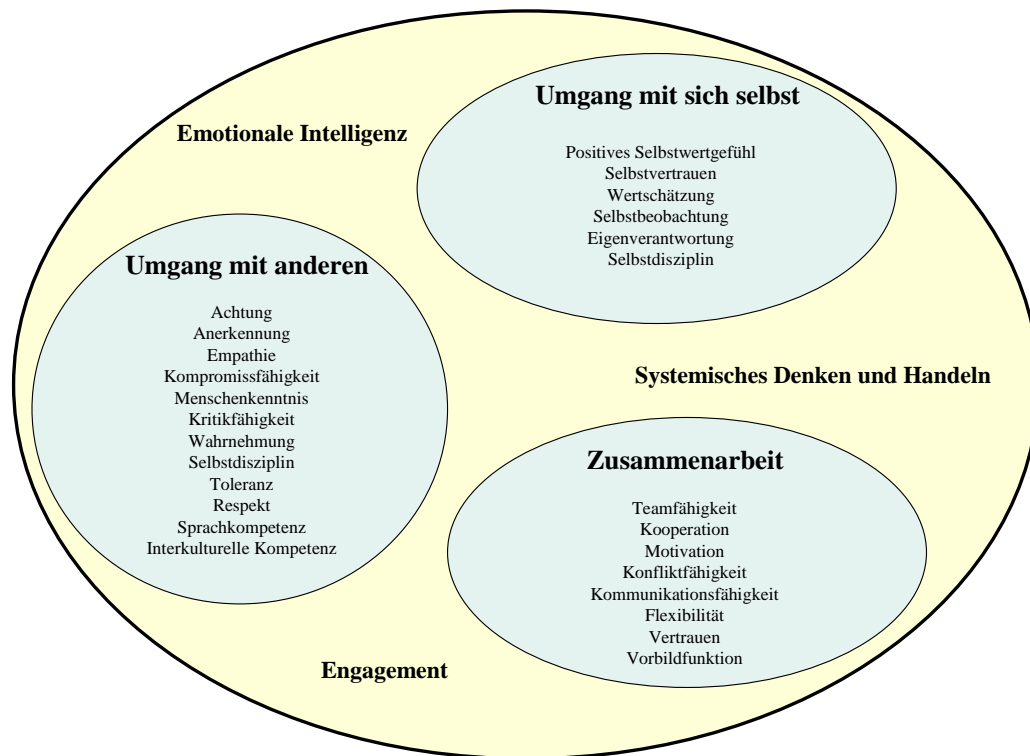 Umgang mit sich selbst
Emotionale Intelligenz
Positives Selbstwertgefühl
Selbstvertrauen
Wertschätzung
Selbstbeobachtung
Eigenverantwortung
Selbstdisziplin
Umgang mit anderen
Achtung
Anerkennung
Empathie
Kompromissfähigkeit
Menschenkenntnis
Kritikfähigkeit
Wahrnehmung
Selbstdisziplin
Toleranz
Respekt
Sprachkompetenz
Interkulturelle Kompetenz
Systemisches Denken und Handeln
Zusammenarbeit
Teamfähigkeit
Kooperation
Motivation
Konfliktfähigkeit
Kommunikationsfähigkeit
Flexibilität
Vertrauen
Vorbildfunktion
Engagement